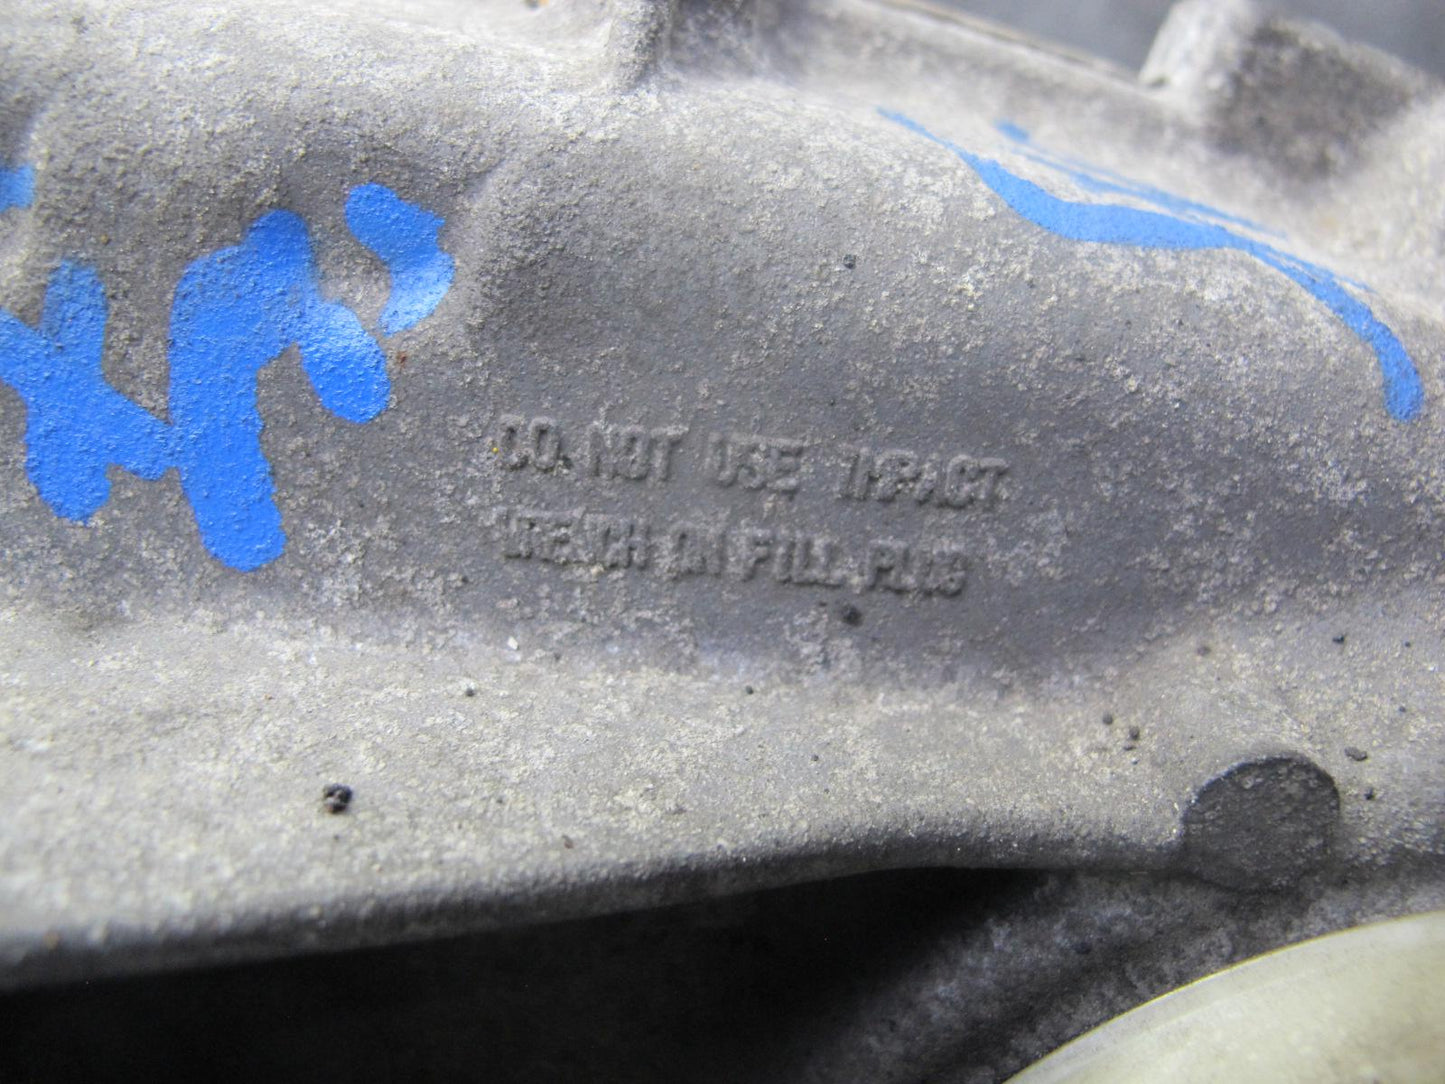 DO NOT USE IMPACT
WRENCH ON FILL PLUG